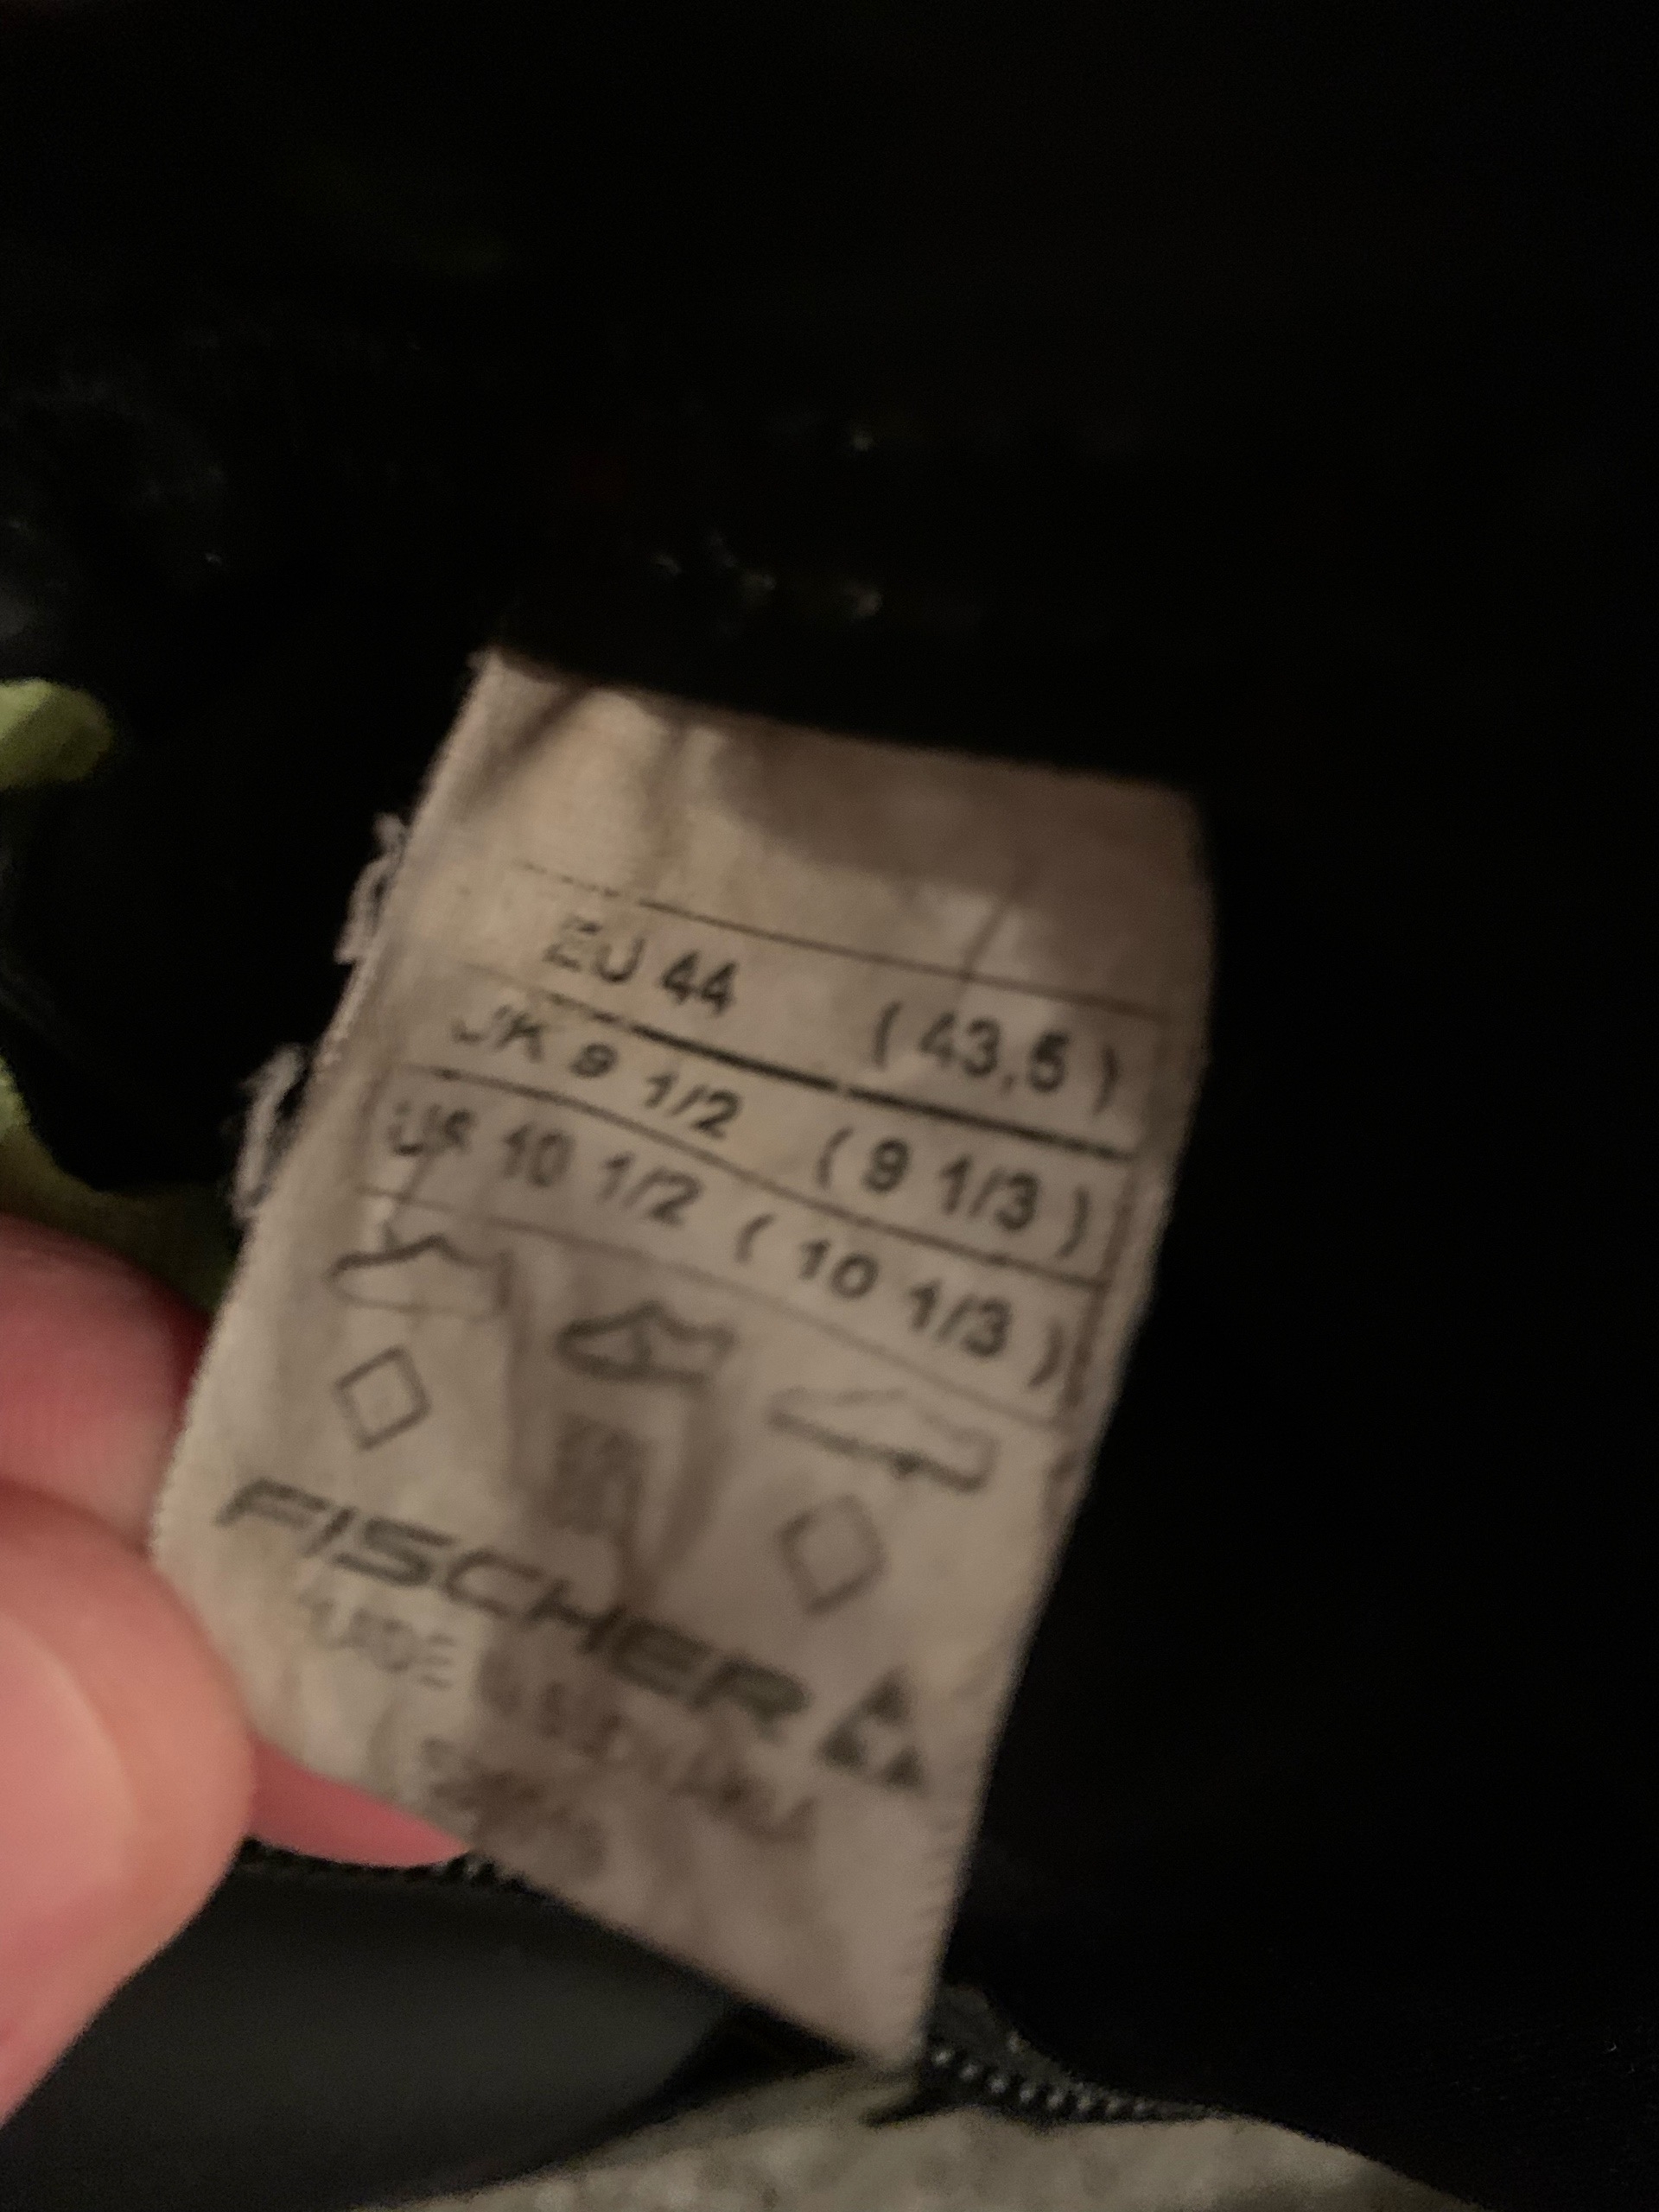 EU 44 ( 43,5 )
UK 9 1/2 ( 9 1/3 )
US 10 1/2 ( 10 1/3 )
FISCHER
MADE